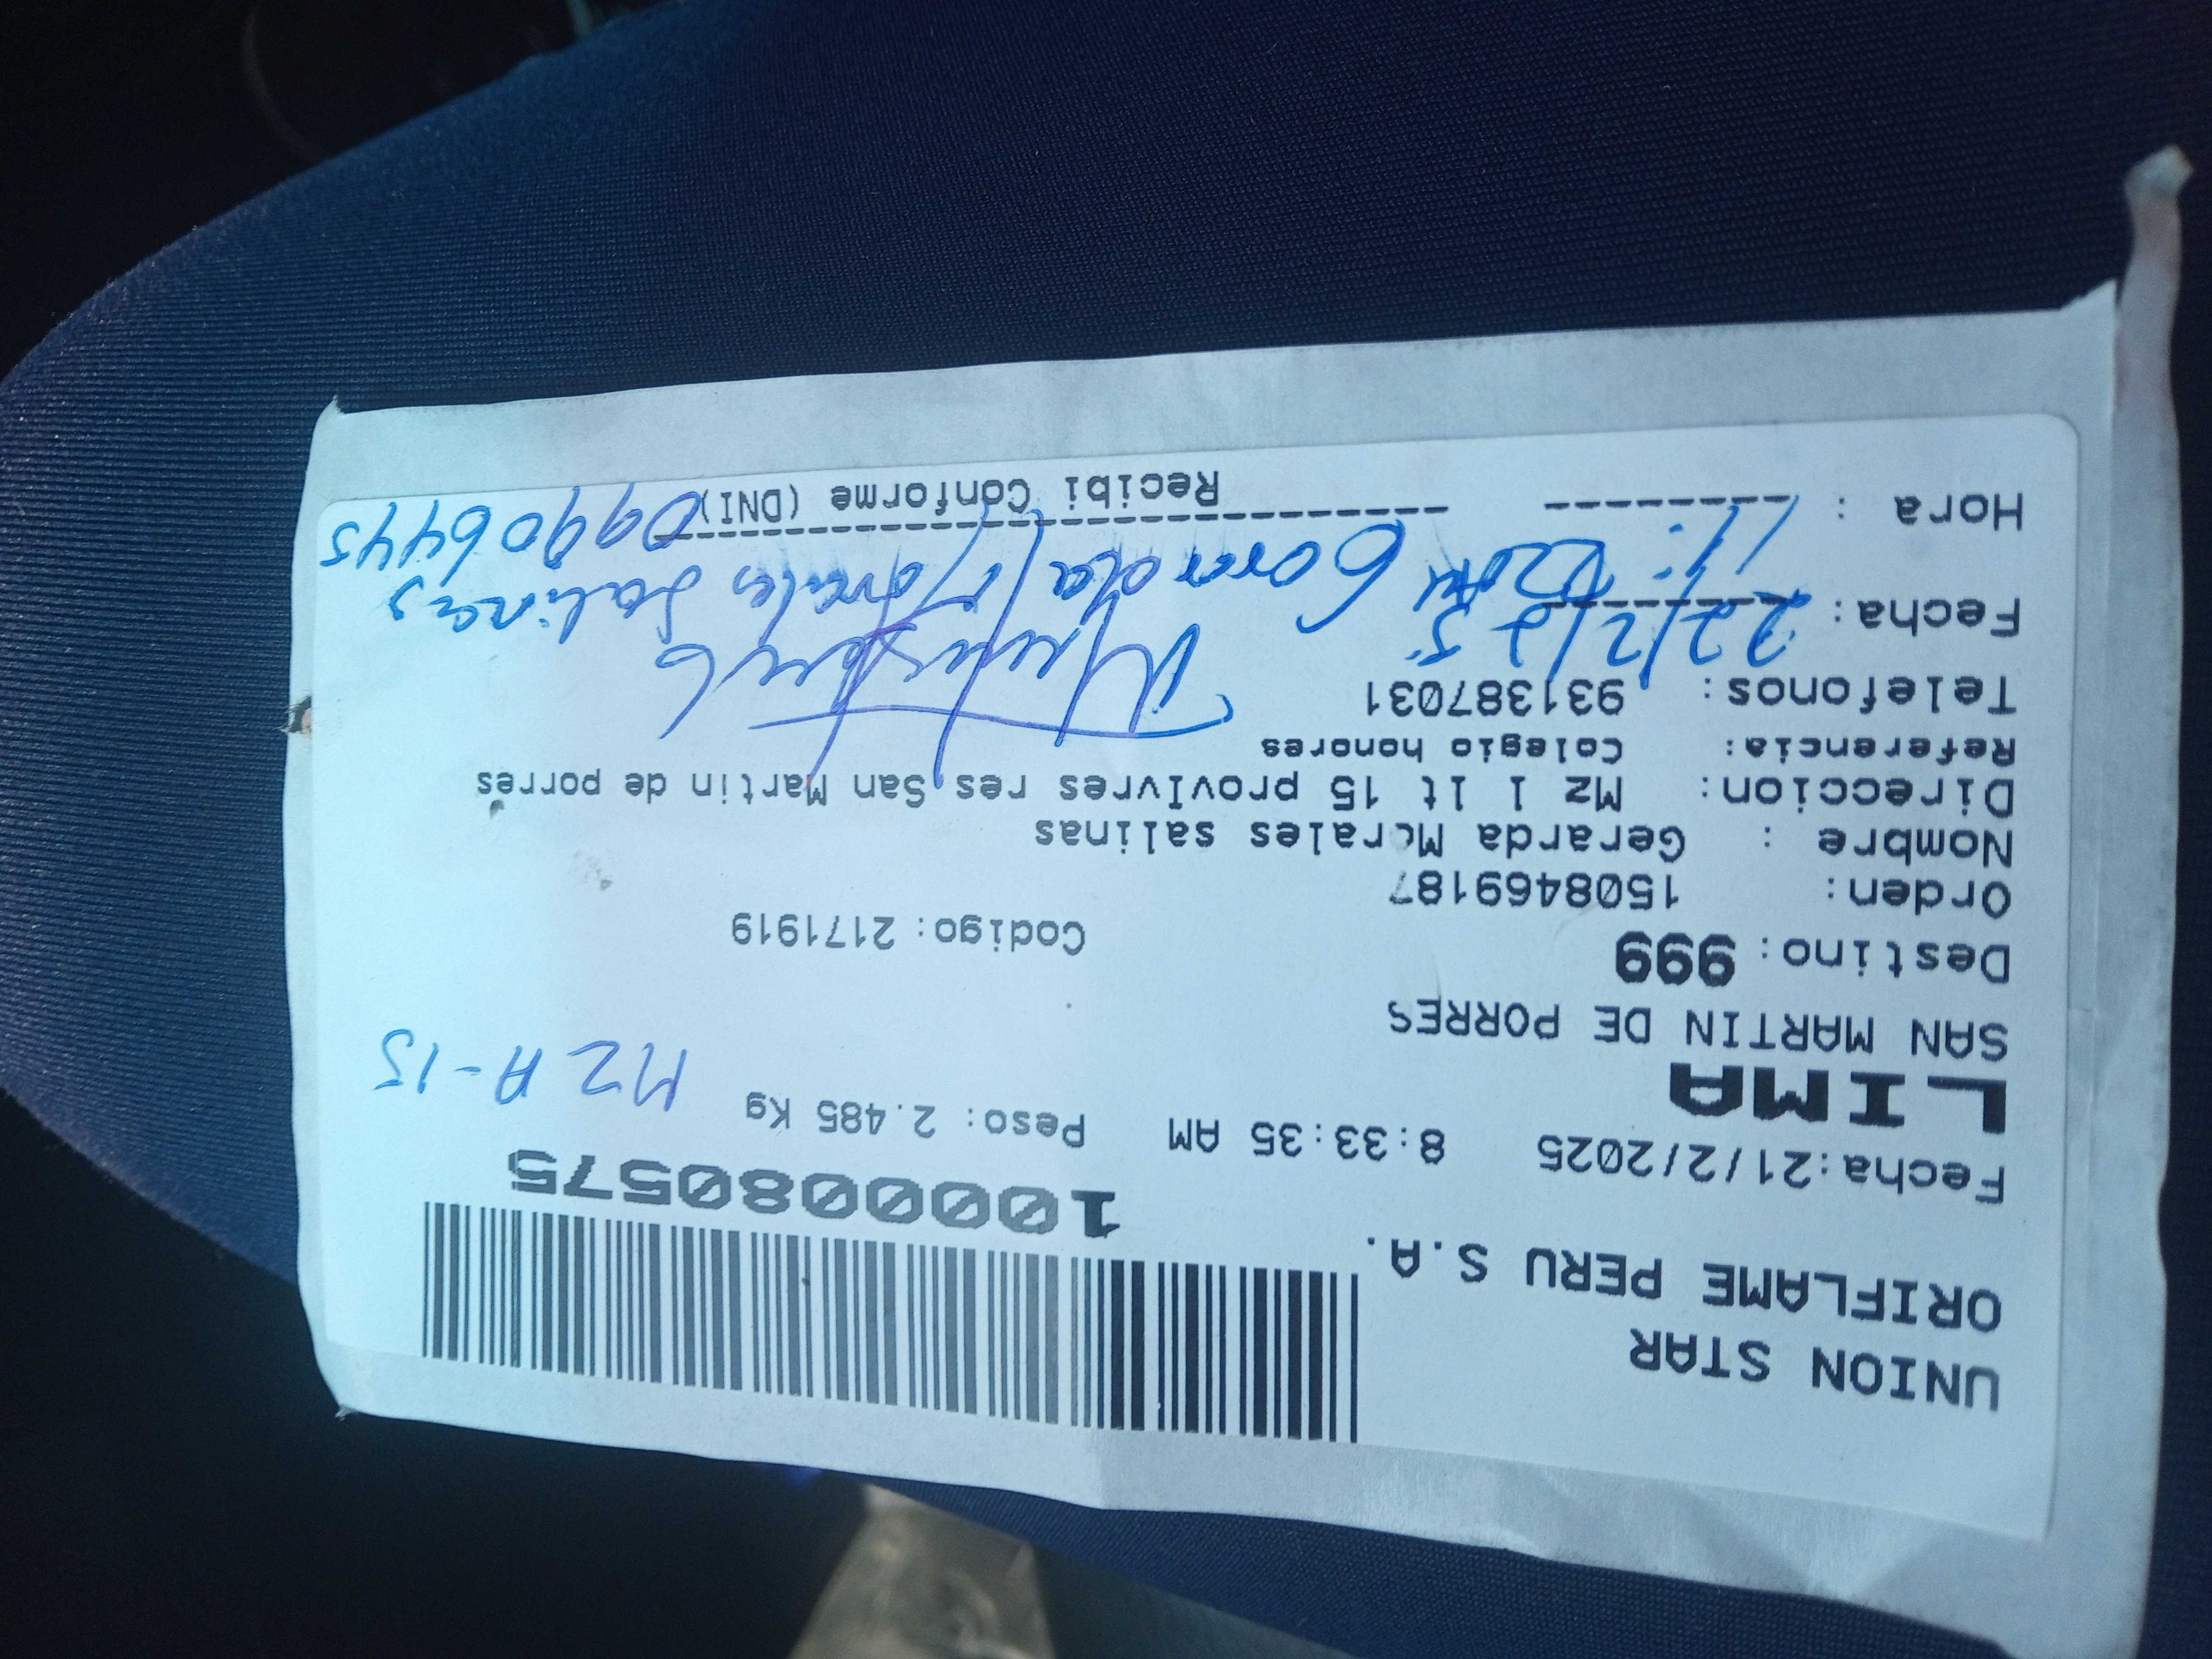 UNION STAR
ORIFLAME PERU S.A.
1000080575
Fecha:21/2/2025 8:33:35 AM Peso: 2.485 Kg
MZ A-15
LIMA
SAN MARTIN DE PORRES
Destino: 999 Codigo: 2171919
Orden: 1508469187
Nombre : Gerarda Morales salinas
Direccion: Mz l lt 15 provivres res San Martin de porres
Referencia: Colegio honores
Telefonos: 931387031
Fecha: 22/2/25
Morales Salinas
Hora :
09906445
Recibi Conforme (DNI)